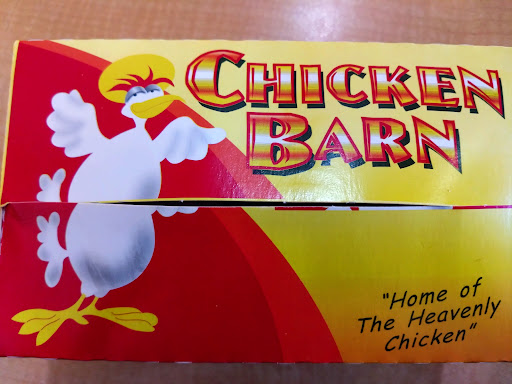 CHICKEN
BARN
"Home of
The Heavenly
Chicken"